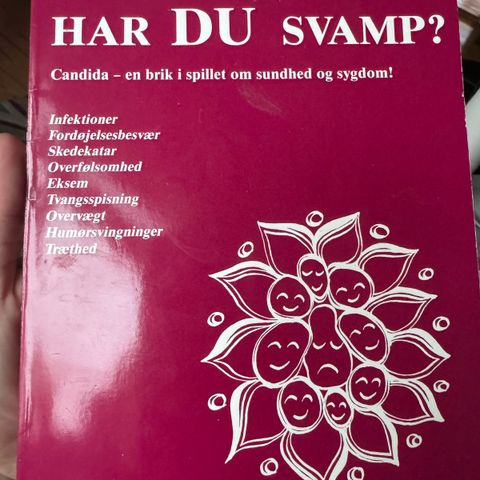 HAR DU SVAMP?
Candida – en brik i spillet om sundhed og sygdom!
Infektioner
Fordøjelsesbesvær
Skedekatar
Overfølsomhed
Eksem
Tvangsspisning
Overvægt
Humørsvingninger
Træthed